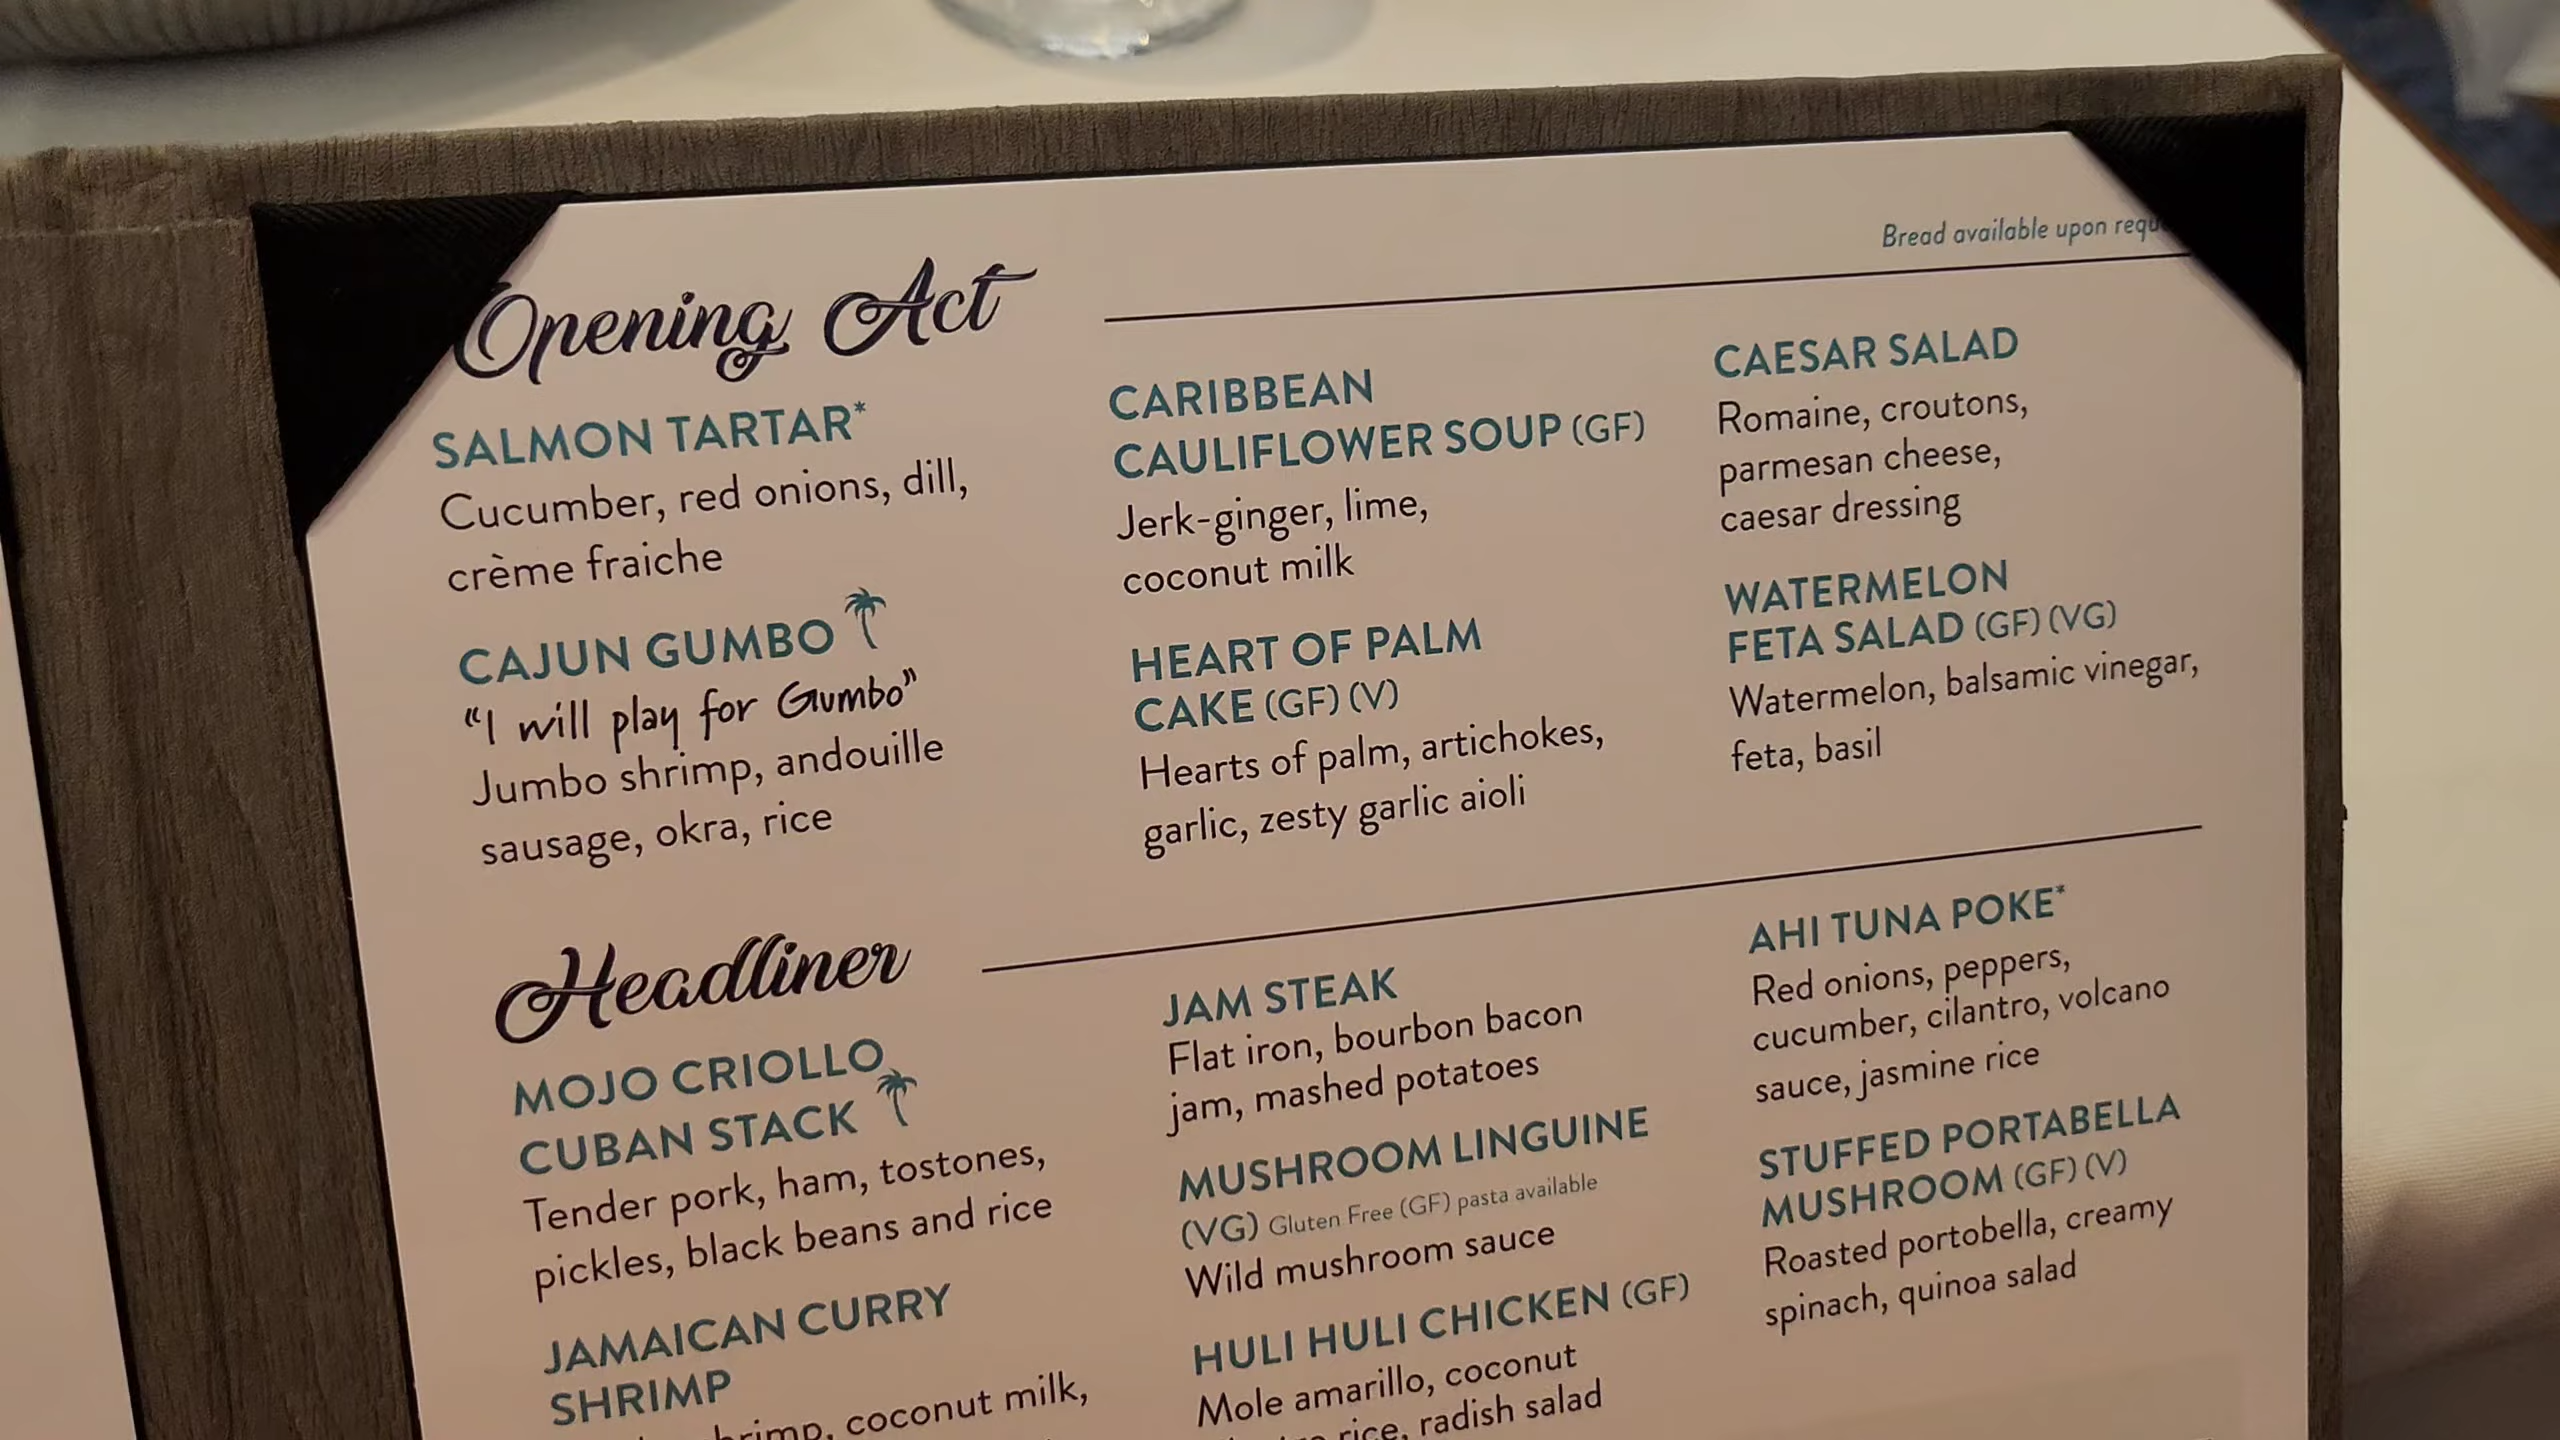 Bread available upon
Opening Act
SALMON TARTAR*
Cucumber, red onions, dill,
crème fraiche
CAJUN GUMBO
“I will play for Gumbo”
Jumbo shrimp, andouille
sausage, okra, rice
CARIBBEAN
CAULIFLOWER SOUP (GF)
Jerk-ginger, lime,
coconut milk
HEART OF PALM
CAKE (GF) (V)
Hearts of palm, artichokes,
garlic, zesty garlic aioli
CAESAR SALAD
Romaine, croutons,
parmesan cheese,
caesar dressing
WATERMELON
FETA SALAD (GF) (VG)
Watermelon, balsamic vinegar,
feta, basil
Headliner
MOJO CRIOLLO
CUBAN STACK
Tender pork, ham, tostones,
pickles, black beans and rice
JAMAICAN CURRY
SHRIMP
coconut milk,
JAM STEAK
Flat iron, bourbon bacon
jam, mashed potatoes
MUSHROOM LINGUINE
(VG) Gluten Free (GF) pasta available
Wild mushroom sauce
HULI HULI CHICKEN (GF)
Mole amarillo, coconut
rice, radish salad
AHI TUNA POKE*
Red onions, peppers,
cucumber, cilantro, volcano
sauce, jasmine rice
STUFFED PORTABELLA
MUSHROOM (GF) (V)
Roasted portobella, creamy
spinach, quinoa salad